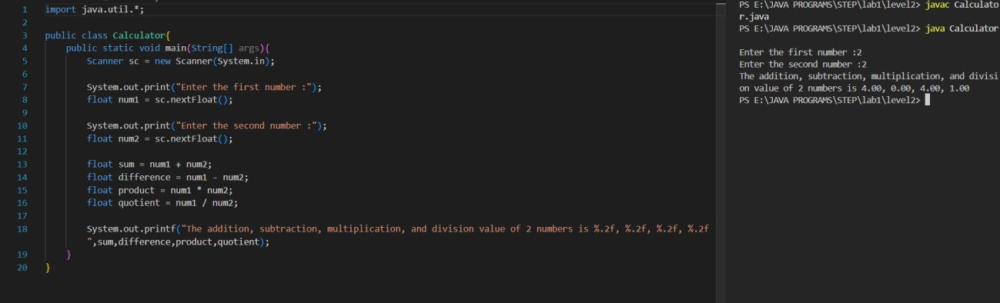 1 import java.util.*;
2
3 public class Calculator{
4     public static void main(String[] args){
5         Scanner sc = new Scanner(System.in);
6
7         System.out.print("Enter the first number :");
8         float num1 = sc.nextFloat();
9
10         System.out.print("Enter the second number :");
11         float num2 = sc.nextFloat();
12
13         float sum = num1 + num2;
14         float difference = num1 - num2;
15         float product = num1 * num2;
16         float quotient = num1 / num2;
17
18         System.out.printf("The addition, subtraction, multiplication, and division value of 2 numbers is %.2f, %.2f, %.2f, %.2f
        ",sum,difference,product,quotient);
19     }
20 }
PS E:\JAVA PROGRAMS\STEP\lab1\level2> javac Calculato
r.java
PS E:\JAVA PROGRAMS\STEP\lab1\level2> java Calculator
Enter the first number :2
Enter the second number :2
The addition, subtraction, multiplication, and divisi
on value of 2 numbers is 4.00, 0.00, 4.00, 1.00
PS E:\JAVA PROGRAMS\STEP\lab1\level2>